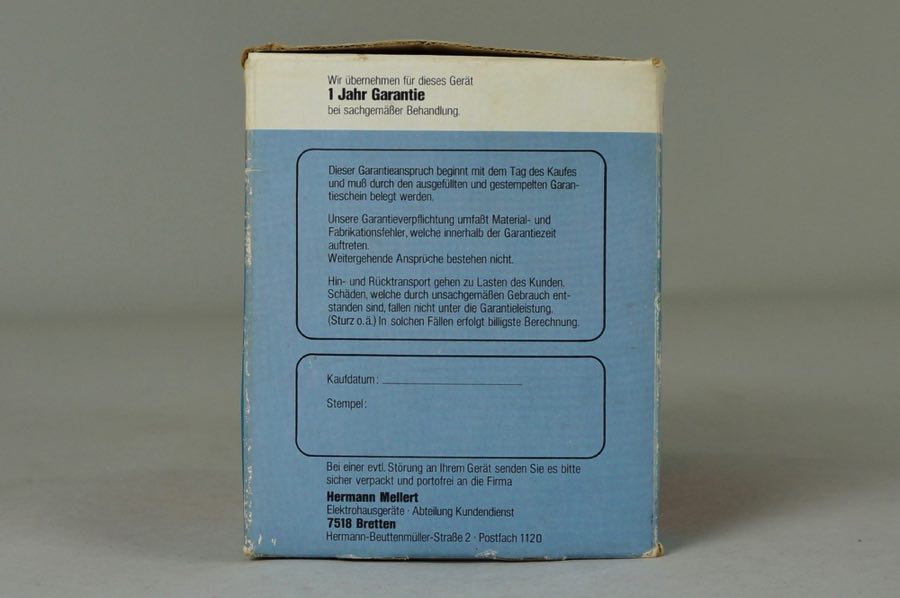 Wir übernehmen für dieses Gerät
1 Jahr Garantie
bei sachgemäßer Behandlung.
Dieser Garantieanspruch beginnt mit dem Tag des Kaufes
und muß durch den ausgefüllten und gestempelten Garan-
tieschein belegt werden.
Unsere Garantieverpflichtung umfaßt Material- und
Fabrikationsfehler, welche innerhalb der Garantiezeit
auftreten.
Weitergehende Ansprüche bestehen nicht.
Hin- und Rücktransport gehen zu Lasten des Kunden.
Schäden, welche durch unsachgemäßen Gebrauch ent-
standen sind, fallen nicht unter die Garantieleistung.
(Sturz o.ä.) In solchen Fällen erfolgt billigste Berechnung.
Kaufdatum:
Stempel:
Bei einer evtl. Störung an Ihrem Gerät senden Sie es bitte
sicher verpackt und portofrei an die Firma
Hermann Mellert
Elektrohausgeräte · Abteilung Kundendienst
7518 Bretten
Hermann-Beuttenmüller-Straße 2 · Postfach 1120